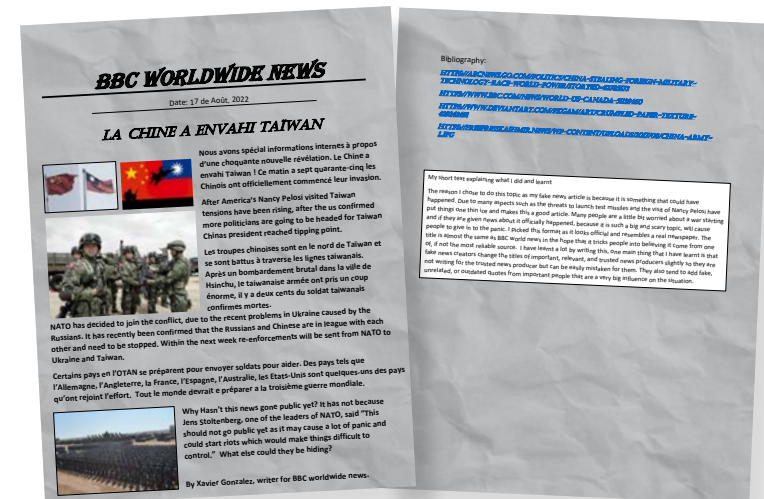 BBC WORLDWIDE NEWS
Date: 17 de Août, 2022
LA CHINE A ENVAHI TAÏWAN
Nous avons spécial informations internes à propos
d'une choquante nouvelle révélation. Le Chine a
envahi Taiwan ! Ce matin a sept quarante-cinq les
Chinois ont officiellement commencé leur invasion.
After America's Nancy Pelosi visited Taiwan
tensions have been rising, after the us confirmed
more politicians are going to be headed for Taiwan
Chinas president reached tipping point.
Les troupes chinoises sont en le nord de Taiwan et
se sont battus à traverse les lignes taiwanais.
Après un bombardement brutal dans la ville de
Hsinchu, le taiwanaise armée ont pris un coup
énorme, il y a deux cents du soldat taiwanais
confirmes mortes.
NATO has decided to join the conflict, due to the recent problems in Ukraine caused by the
Russians. It has recently been confirmed that the Russians and Chinese are in league with each
other and need to be stopped. Within the next week re-enforcements will be sent from NATO to
Ukraine and Taiwan.
Certains pays en l'OTAN se préparent pour envoyer soldats pour aider. Des pays tels que
l'Allemagne, l'Angleterre, la France, l'Espagne, l'Australie, les Etats-Unis sont quelques-uns des pays
qu'ont rejoint l'effort. Tout le monde devrait e préparer a la troisième guerre mondiale.
Why Hasn't this news gone public yet? It has not because
Jens Stoltenberg, one of the leaders of NATO, said "This
should not go public yet as it may cause a lot of panic and
could start riots which would make things difficult to
control." What else could they be hiding?
By Xavier Gonzalez, writer for BBC worldwide news.
Bibliography:
My short text explaining what I did and learnt
The reason I chose to do this topic as my fake news article is because it is something that could have
happened. Due to many aspects such as the threats to launch test missiles and the visit of Nancy Pelosi have
put things one thin ice and makes this a good article. Many people are a little bit worried about a war starting
and if they are given news about it officially happened, because it is such a big and scary topic, will cause
people to give in to the panic. I Picked this format as it looks official and resembles a real newspaper. The
title is almost the same as BBC world news in the hope that it tricks people into believing it come from one
of, if not the most reliable source. I have learnt a lot by writing this, one main thing that I have learnt is that
fake news creators change the titles of important, relevant, and trusted news producers slightly so they are
not writing for the trusted news producer but can be easily mistaken for them. They also tend to add fake,
unrelated, or outdated quotes from important people that are a very big influence on the situation.